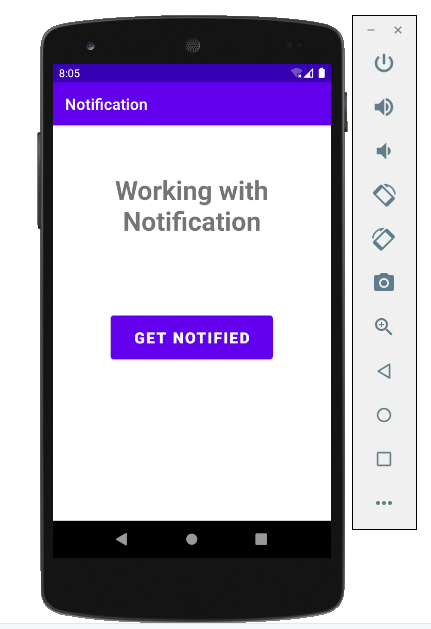 8:05
Notification
Working with
Notification
GET NOTIFIED